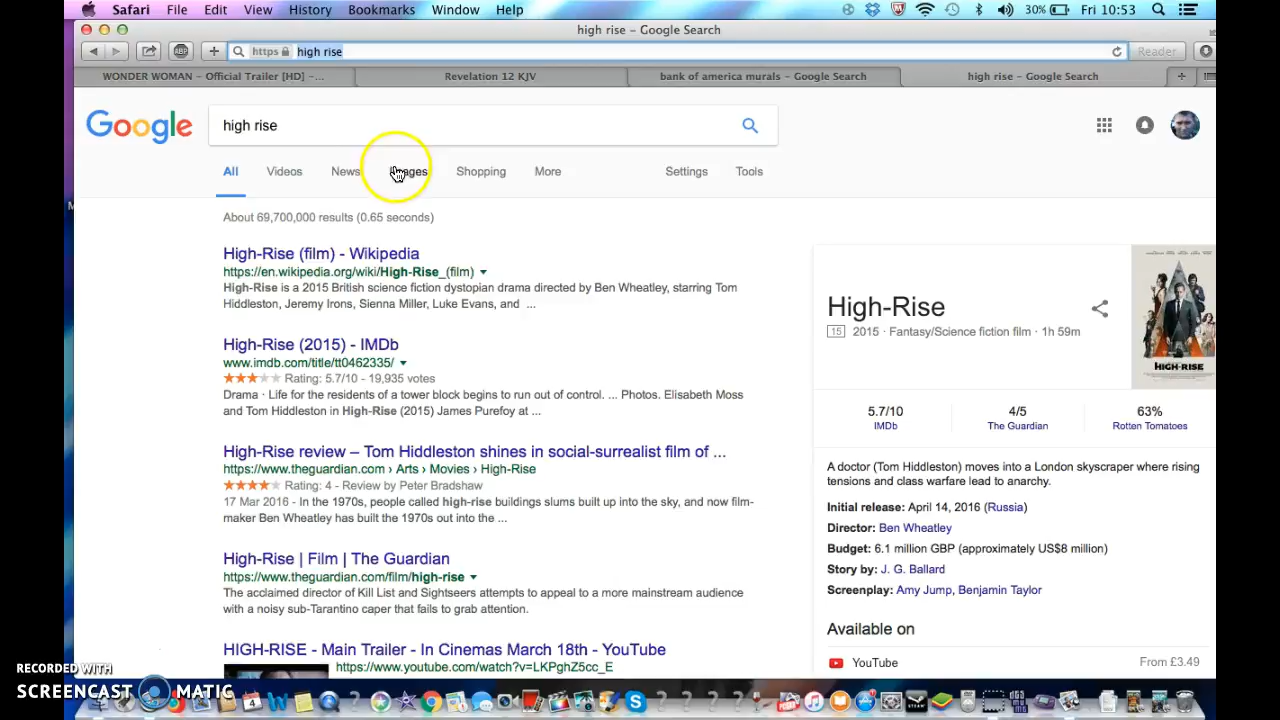 Safari File Edit View History Bookmarks Window Help 30% Fri 10:53
high rise – Google Search
ABP https high rise Reader
WONDER WOMAN – Official Trailer [HD] –... Revelation 12 KJV bank of america murals – Google Search high rise – Google Search
Google high rise
All Videos News Images Shopping More Settings Tools
About 69,700,000 results (0.65 seconds)
High-Rise (film) - Wikipedia
https://en.wikipedia.org/wiki/High-Rise_(film)
High-Rise is a 2015 British science fiction dystopian drama directed by Ben Wheatley, starring Tom
Hiddleston, Jeremy Irons, Sienna Miller, Luke Evans, and ...
High-Rise (2015) - IMDb
www.imdb.com/title/tt0462335/
Rating: 5.7/10 - 19,935 votes
Drama · Life for the residents of a tower block begins to run out of control. ... Photos. Elisabeth Moss
and Tom Hiddleston in High-Rise (2015) James Purefoy at ...
High-Rise review – Tom Hiddleston shines in social-surrealist film of ...
https://www.theguardian.com › Arts › Movies › High-Rise
Rating: 4 - Review by Peter Bradshaw
17 Mar 2016 - In the 1970s, people called high-rise buildings slums built up into the sky, and now film-
maker Ben Wheatley has built the 1970s out into the ...
High-Rise | Film | The Guardian
https://www.theguardian.com/film/high-rise
The acclaimed director of Kill List and Sightseers attempts to appeal to a more mainstream audience
with a noisy sub-Tarantino caper that fails to grab attention.
HIGH-RISE - Main Trailer - In Cinemas March 18th - YouTube
https://www.youtube.com/watch?v=LKPghZ5cc_E
High-Rise
15 2015 · Fantasy/Science fiction film · 1h 59m
HIGH-RISE
5.7/10 4/5 63%
IMDb The Guardian Rotten Tomatoes
A doctor (Tom Hiddleston) moves into a London skyscraper where rising
tensions and class warfare lead to anarchy.
Initial release: April 14, 2016 (Russia)
Director: Ben Wheatley
Budget: 6.1 million GBP (approximately US$8 million)
Story by: J. G. Ballard
Screenplay: Amy Jump, Benjamin Taylor
Available on
YouTube From £3.49
RECORDED WITH
SCREENCAST MATIC